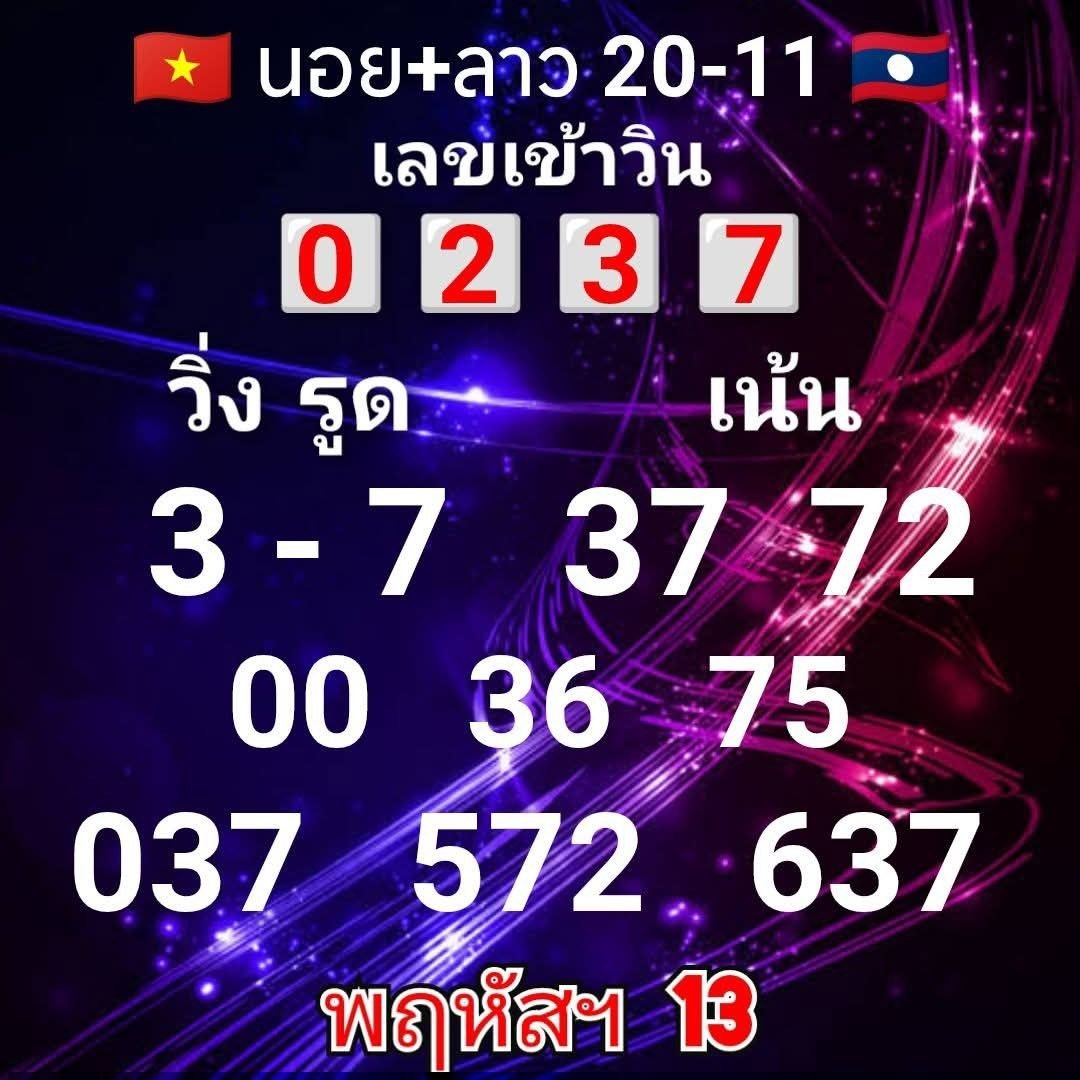 นอย+ลาว 20-11
เลขเข้าวิน
0 2 3 7
วิ่ง รูด เน้น
3 - 7 37 72
00 36 75
037 572 637
พฤหัสฯ 13